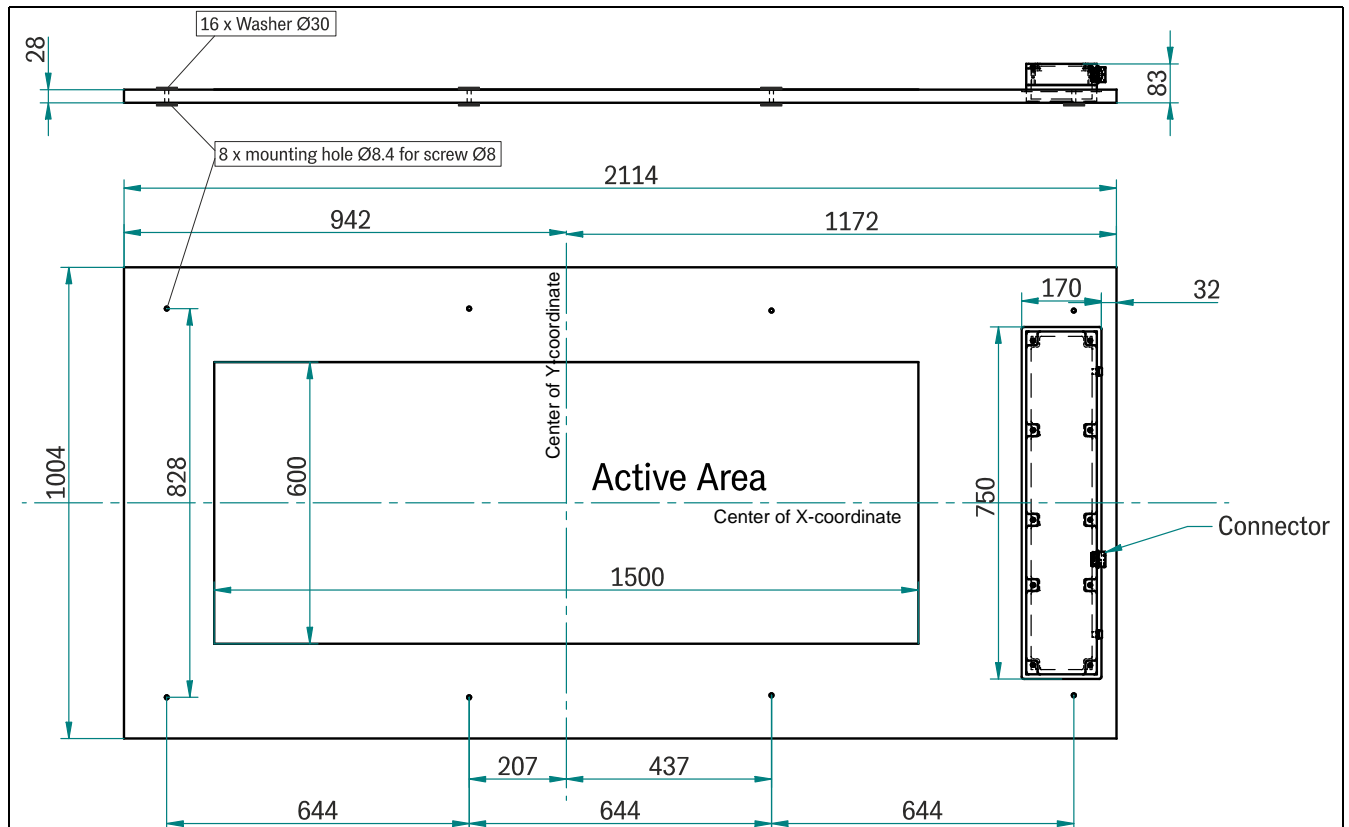 16 x Washer Ø30
28
83
8 x mounting hole Ø8.4 for screw Ø8
2114
942
1172
Center of Y-coordinate
170
32
1004
828
600
Active Area
750
Center of X-coordinate
Connector
1500
207
437
644
644
644